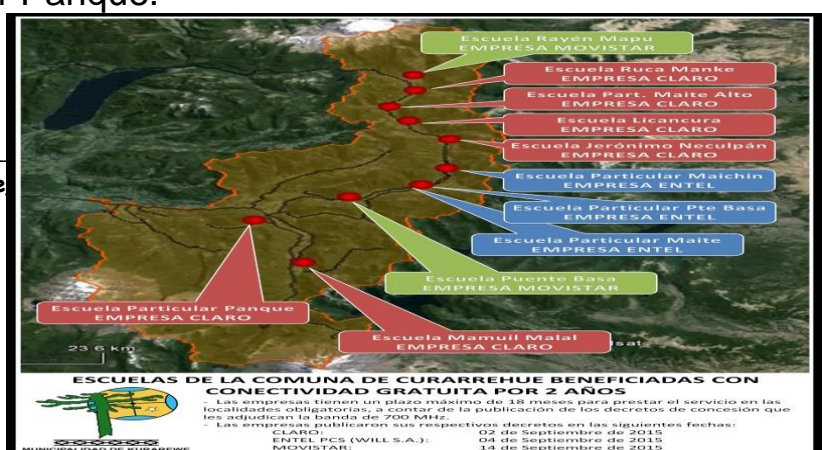 Panque.
Escuela Rayén Mapu
EMPRESA MOVISTAR
Escuela Ruca Manke
EMPRESA CLARO
Escuela Part. Maite Alto
EMPRESA CLARO
Escuela Licancura
EMPRESA CLARO
Escuela Jerónimo Neculpán
EMPRESA CLARO
Escuela Particular Maichin
EMPRESA ENTEL
Escuela Particular Pte Basa
EMPRESA ENTEL
Escuela Particular Maite
EMPRESA ENTEL
Escuela Puente Basa
EMPRESA MOVISTAR
Escuela Particular Panque
EMPRESA CLARO
Escuela Mamuil Malal
EMPRESA CLARO
23.6 km
ESCUELAS DE LA COMUNA DE CURARREHUE BENEFICIADAS CON
CONECTIVIDAD GRATUITA POR 2 AÑOS
- Las empresas tienen un plazo máximo de 18 meses para prestar el servicio en las
localidades obligatorias, a contar de la publicación de los decretos de concesión que
les adjudican la banda de 700 MHz.
- Las empresas publicaron sus respectivos decretos en las siguientes fechas:
CLARO: 02 de Septiembre de 2015
ENTEL PCS (WILL S.A.): 04 de Septiembre de 2015
MOVISTAR: 14 de Septiembre de 2015
MUNICIPALIDAD DE KURAREWE